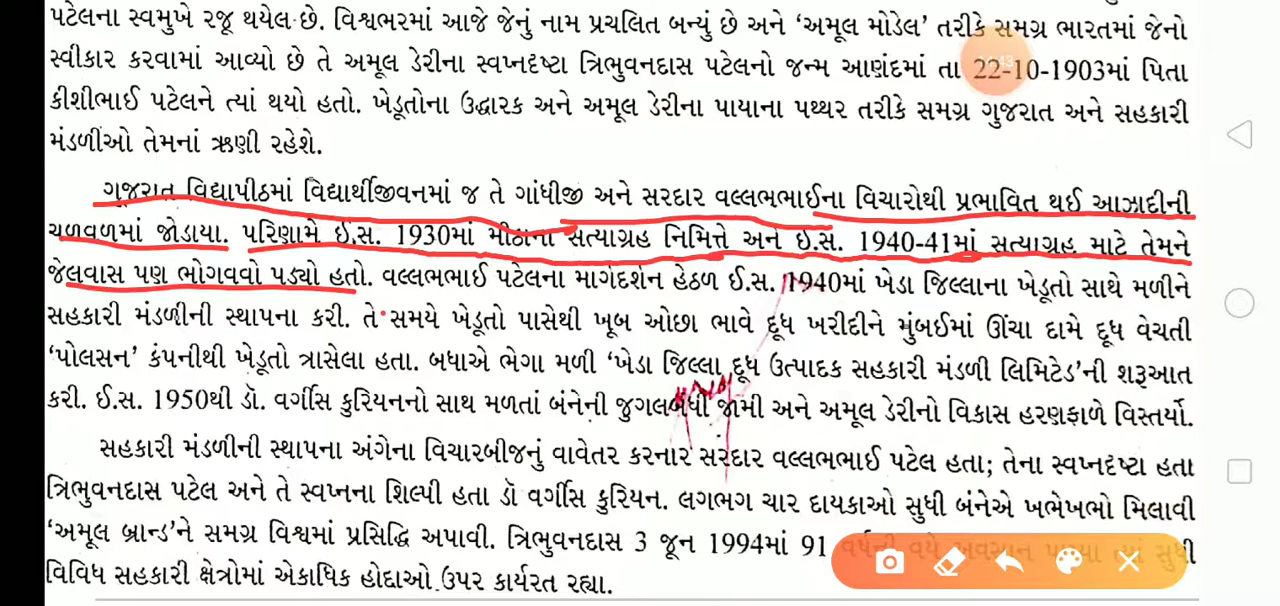 પટેલના સ્વમુખે રજૂ થયેલ છે. વિશ્વભરમાં આજે જેનું નામ પ્રચલિત બન્યું છે અને ‘અમૂલ મોડેલ’ તરીકે સમગ્ર ભારતમાં જેનો
સ્વીકાર કરવામાં આવ્યો છે તે અમૂલ ડેરીના સ્વપ્નદૃષ્ટા ત્રિભુવનદાસ પટેલનો જન્મ આણંદમાં તા 22-10-1903માં પિતા
કીશીભાઈ પટેલને ત્યાં થયો હતો. ખેડૂતોના ઉદ્ધારક અને અમૂલ ડેરીના પાયાના પથ્થર તરીકે સમગ્ર ગુજરાત અને સહકારી
મંડળીઓ તેમનાં ઋણી રહેશે.
ગુજરાત વિદ્યાપીઠમાં વિદ્યાર્થીજીવનમાં જ તે ગાંધીજી અને સરદાર વલ્લભભાઈના વિચારોથી પ્રભાવિત થઈ આઝાદીની
ચળવળમાં જોડાયા. પરિણામે ઈ.સ. 1930માં મીઠાના સત્યાગ્રહ નિમિત્તે અને ઈ.સ. 1940-41માં સત્યાગ્રહ માટે તેમને
જેલવાસ પણ ભોગવવો પડ્યો હતો. વલ્લભભાઈ પટેલના માર્ગદર્શન હેઠળ ઈ.સ. 1940માં ખેડા જિલ્લાના ખેડૂતો સાથે મળીને
સહકારી મંડળીની સ્થાપના કરી. તે સમયે ખેડૂતો પાસેથી ખૂબ ઓછા ભાવે દૂધ ખરીદીને મુંબઈમાં ઊંચા દામે દૂધ વેચતી
‘પોલસન’ કંપનીથી ખેડૂતો ત્રાસેલા હતા. બધાએ ભેગા મળી ‘ખેડા જિલ્લા દૂધ ઉત્પાદક સહકારી મંડળી લિમિટેડ’ની શરૂઆત
કરી. ઈ.સ. 1950થી ડૉ. વર્ગીસ કુરિયનનો સાથ મળતાં બંનેની જુગલબંધી જામી અને અમૂલ ડેરીનો વિકાસ હરણફાળે વિસ્તર્યો.
સહકારી મંડળીની સ્થાપના અંગેના વિચારબીજનું વાવેતર કરનાર સરદાર વલ્લભભાઈ પટેલ હતા; તેના સ્વપ્નદૃષ્ટા હતા
ત્રિભુવનદાસ પટેલ અને તે સ્વપ્નના શિલ્પી હતા ડૉ વર્ગીસ કુરિયન. લગભગ ચાર દાયકાઓ સુધી બંનેએ ખભેખભો મિલાવી
‘અમૂલ બ્રાન્ડ’ને સમગ્ર વિશ્વમાં પ્રસિદ્ધિ અપાવી. ત્રિભુવનદાસ 3 જૂન 1994માં 91 વર્ષની વયે અવસાન પામ્યા ત્યાં સુધી
વિવિધ સહકારી ક્ષેત્રોમાં એકાધિક હોદ્દાઓ ઉપર કાર્યરત રહ્યા.